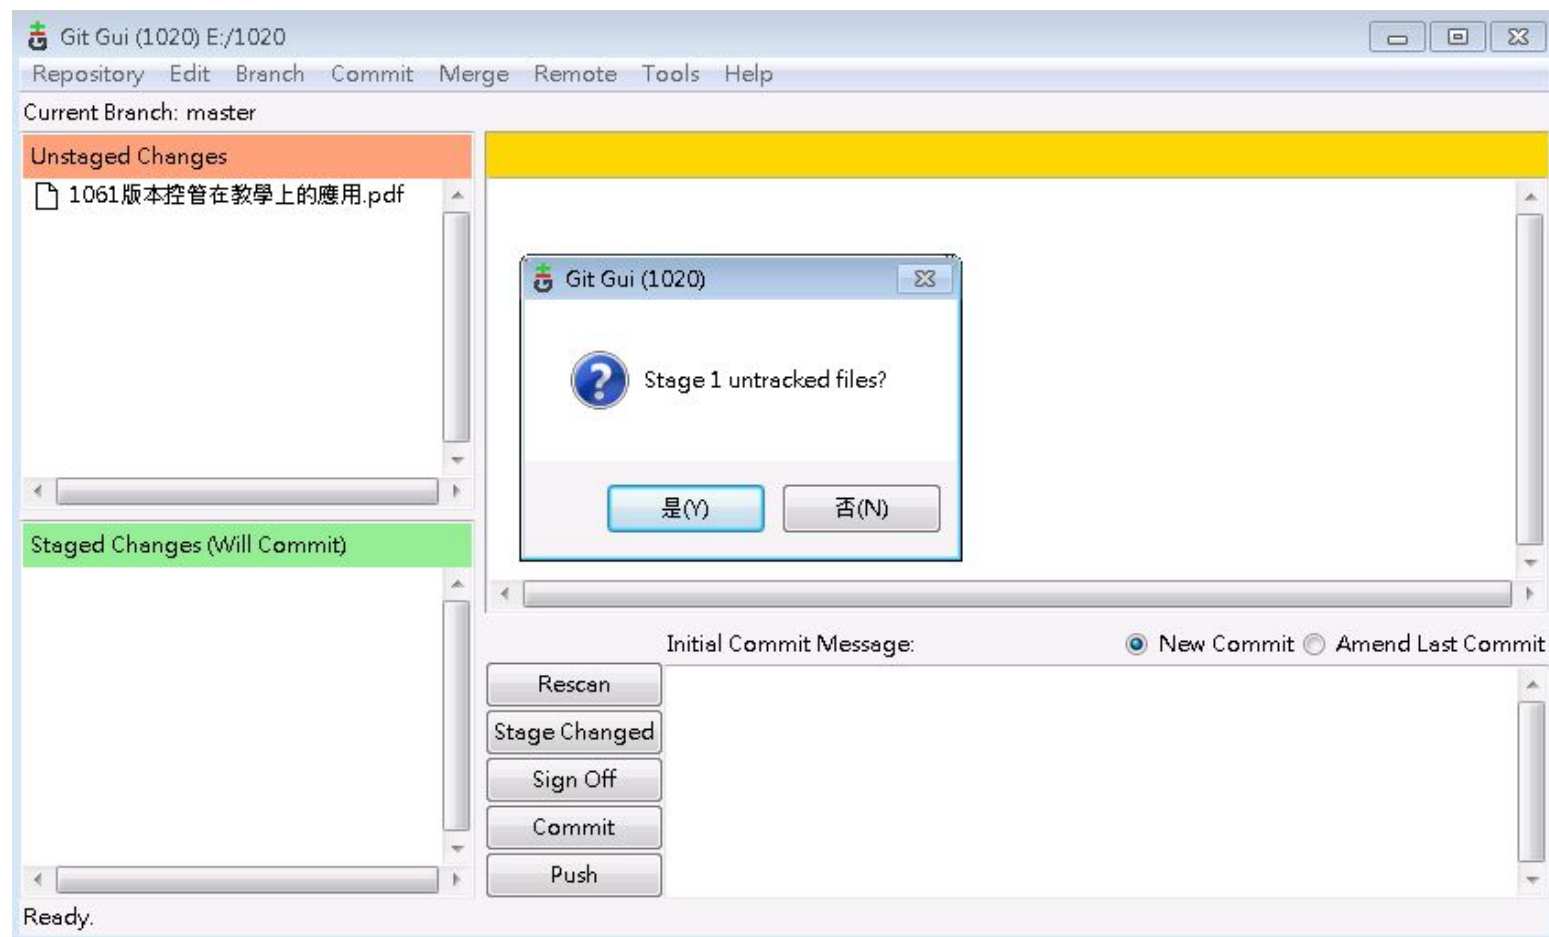 Git Gui (1020) E:/1020
Repository Edit Branch Commit Merge Remote Tools Help
Current Branch: master
Unstaged Changes
1061版本控管在教學上的應用.pdf
Git Gui (1020)
Stage 1 untracked files?
是(Y) 否(N)
Staged Changes (Will Commit)
Initial Commit Message: New Commit Amend Last Commit
Rescan
Stage Changed
Sign Off
Commit
Push
Ready.